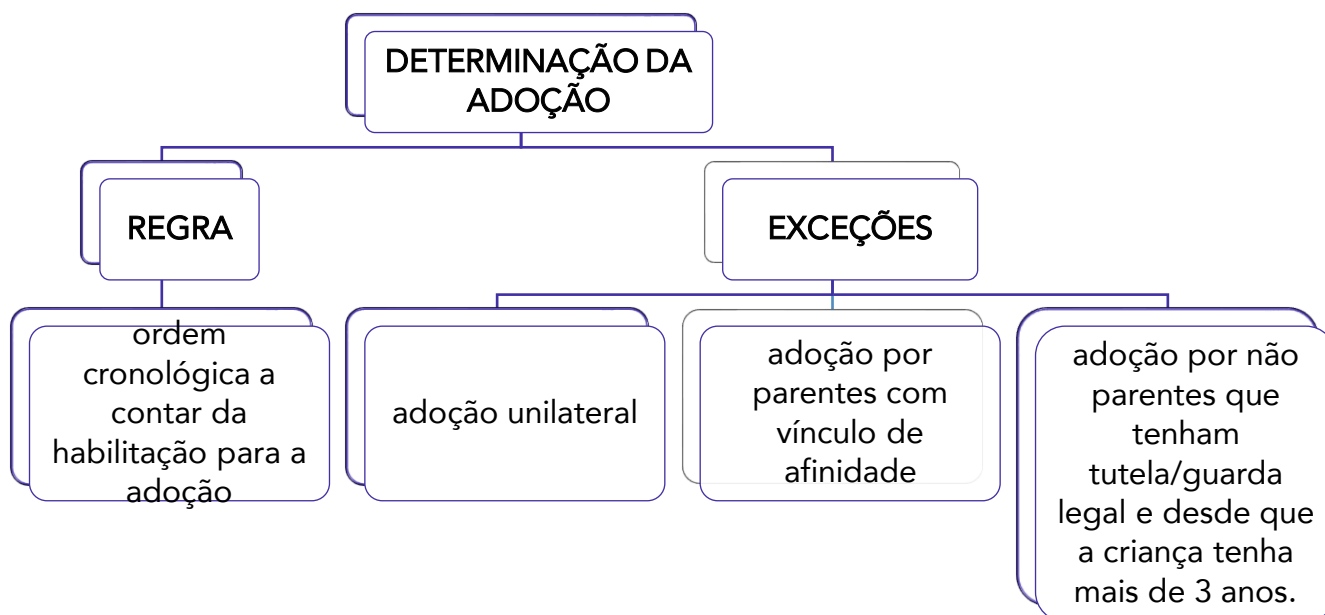 DETERMINAÇÃO DA
ADOÇÃO
REGRA
EXCEÇÕES
ordem
cronológica a
contar da
habilitação para a
adoção
adoção unilateral
adoção por
parentes com
vínculo de
afinidade
adoção por não
parentes que
tenham
tutela/guarda
legal e desde que
a criança tenha
mais de 3 anos.